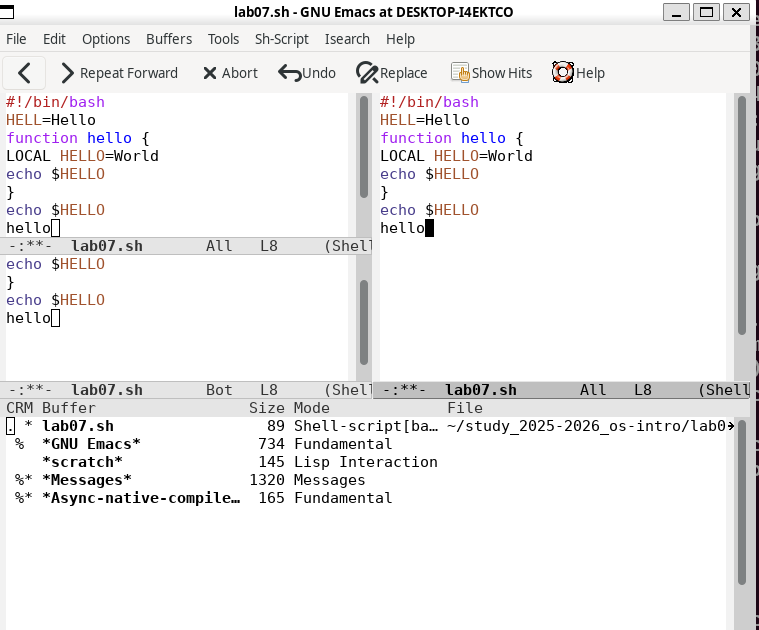 lab07.sh - GNU Emacs at DESKTOP-I4EKTCO
File Edit Options Buffers Tools Sh-Script Isearch Help
Repeat Forward Abort Undo Replace Show Hits Help
#!/bin/bash
HELL=Hello
function hello {
LOCAL HELLO=World
echo $HELLO
}
echo $HELLO
hello
-:**- lab07.sh All L8 (Shell
echo $HELLO
}
echo $HELLO
hello
-:**- lab07.sh Bot L8 (Shell
#!/bin/bash
HELL=Hello
function hello {
LOCAL HELLO=World
echo $HELLO
}
echo $HELLO
hello
-:**- lab07.sh All L8 (Shell
CRM Buffer Size Mode File
. * lab07.sh 89 Shell-script[ba… ~/study_2025-2026_os-intro/lab0
% *GNU Emacs* 734 Fundamental
*scratch* 145 Lisp Interaction
%* *Messages* 1320 Messages
%* *Async-native-compile… 165 Fundamental